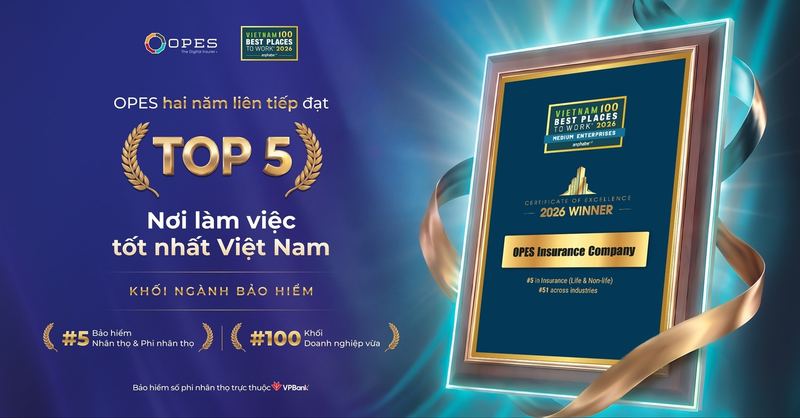 OPES
The Digital Insurer
VIETNAM 100
BEST PLACES
TO WORK® 2026
anphabe
OPES hai năm liên tiếp đạt
TOP 5
Nơi làm việc
tốt nhất Việt Nam
KHỐI NGÀNH BẢO HIỂM
#5 Bảo hiểm
Nhân thọ & Phi nhân thọ
#100 Khối
Doanh nghiệp vừa
Bảo hiểm số phi nhân thọ trực thuộc VPBank
VIETNAM 100
BEST PLACES
TO WORK® 2026
MEDIUM ENTERPRISES
anphabe
CERTIFICATE OF EXCELLENCE
2026 WINNER
OPES Insurance Company
#5 in Insurance (Life & Non-life)
#51 across industries